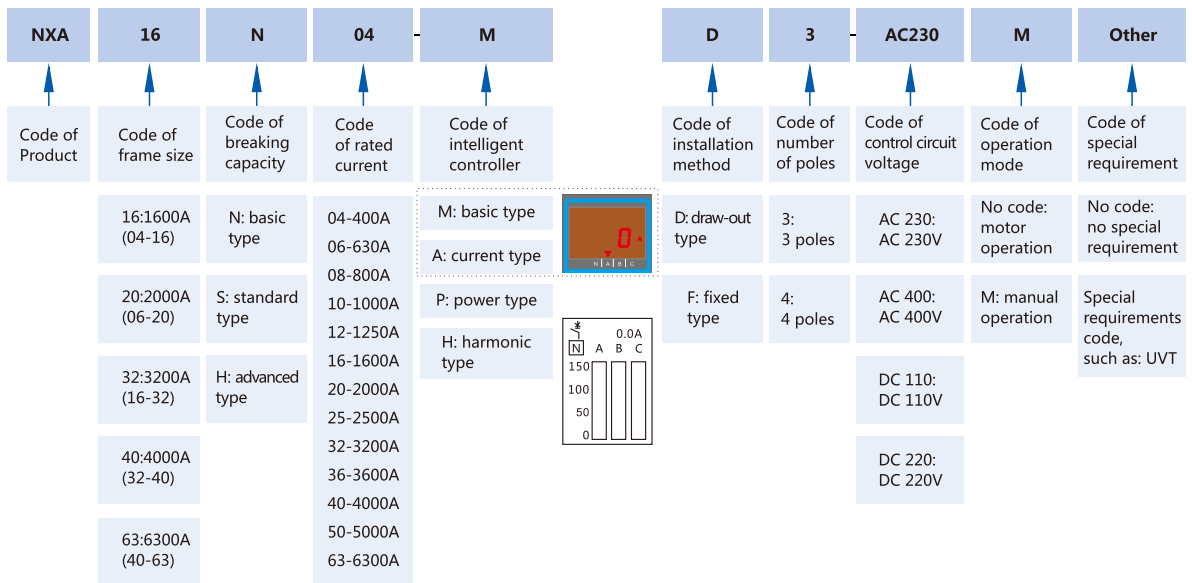 NXA 16 N 04 - M D 3 - AC230 M Other
Code of
Product
Code of
frame size
Code of
breaking
capacity
Code
of rated
current
Code of
intelligent
controller
Code of
installation
method
Code of
number
of poles
Code of
control circuit
voltage
Code of
operation
mode
Code of
special
requirement
16:1600A
(04-16)
20:2000A
(06-20)
32:3200A
(16-32)
40:4000A
(32-40)
63:6300A
(40-63)
N: basic
type
S: standard
type
H: advanced
type
04-400A
06-630A
08-800A
10-1000A
12-1250A
16-1600A
20-2000A
25-2500A
32-3200A
36-3600A
40-4000A
50-5000A
63-6300A
M: basic type
A: current type
P: power type
H: harmonic
type
0 A
N A B C
0.0A
N A B C
150
100
50
0
D: draw-out
type
F: fixed
type
3:
3 poles
4:
4 poles
AC 230:
AC 230V
AC 400:
AC 400V
DC 110:
DC 110V
DC 220:
DC 220V
No code:
motor
operation
M: manual
operation
No code:
no special
requirement
Special
requirements
code,
such as: UVT